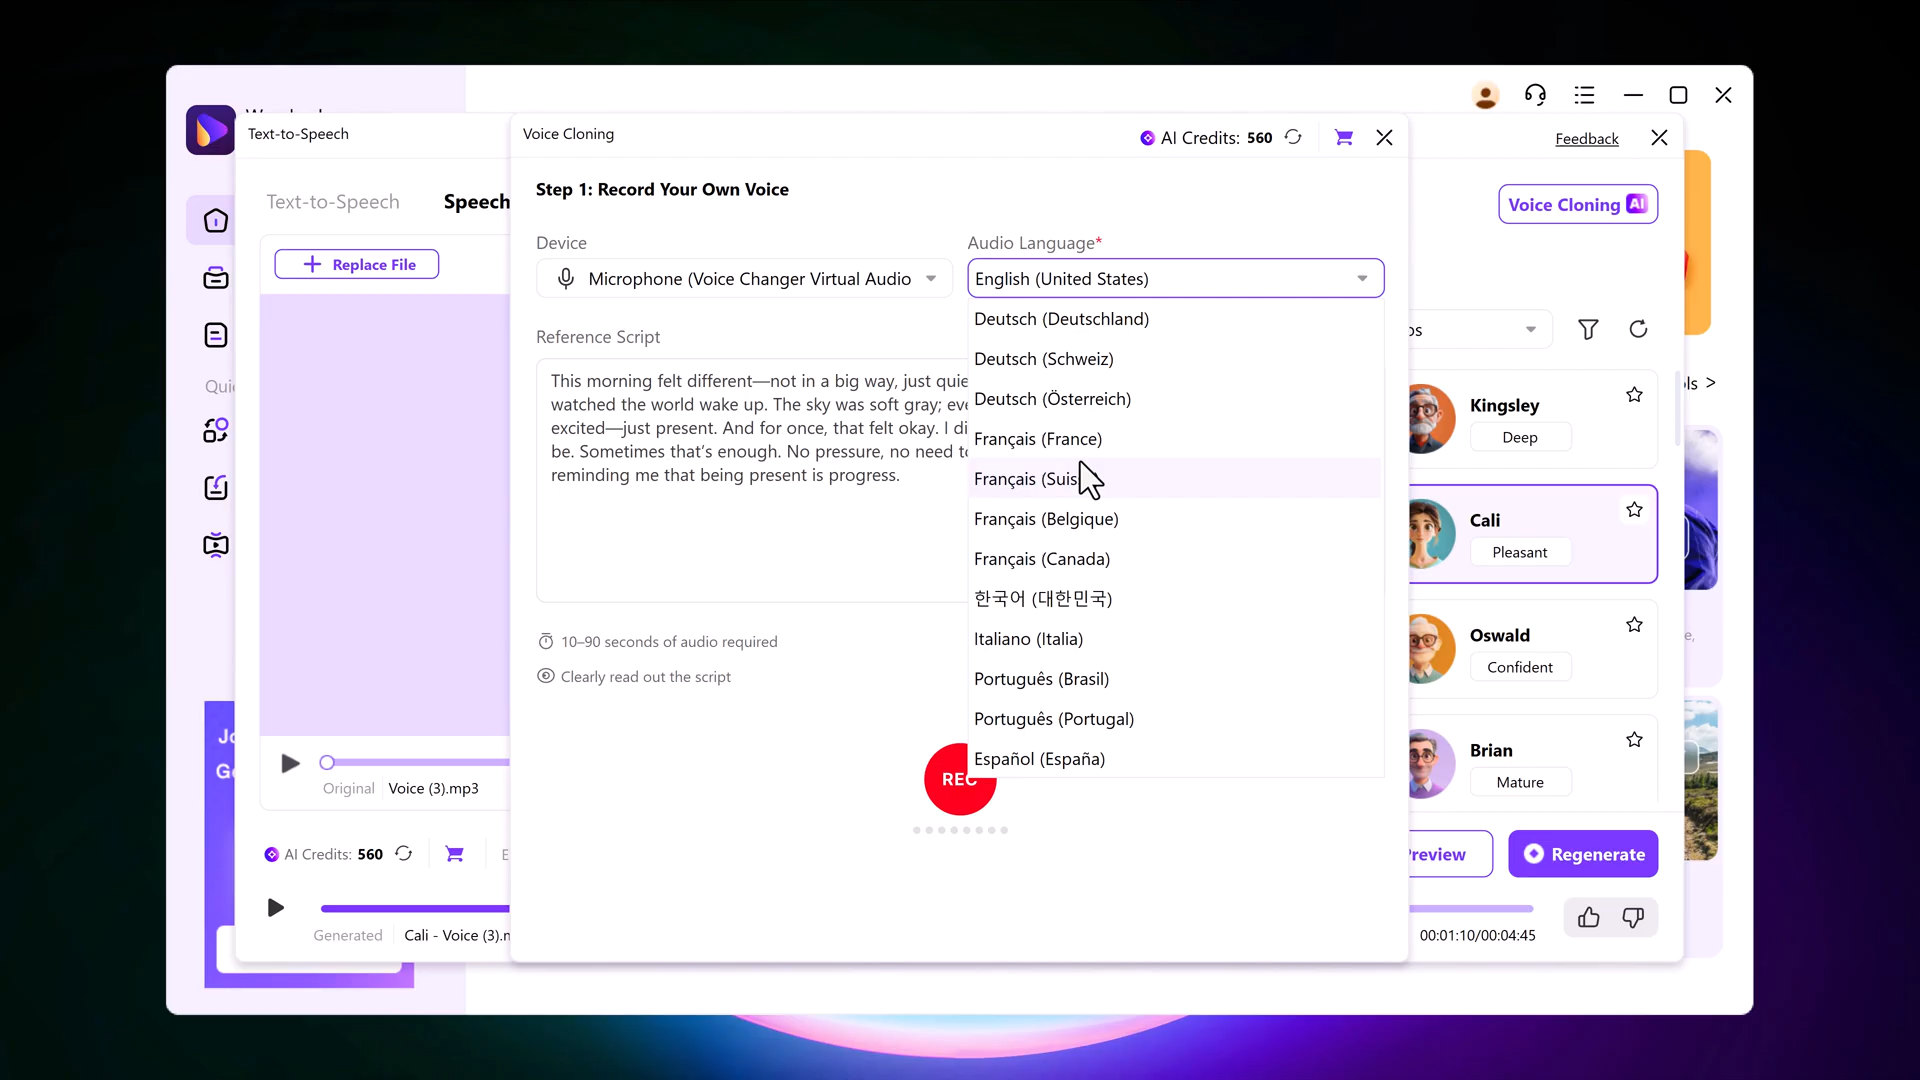 Text-to-Speech
Voice Cloning
AI Credits: 560
Feedback
Step 1: Record Your Own Voice
Text-to-Speech
Speech
Voice Cloning AI
Device
Audio Language*
Replace File
Microphone (Voice Changer Virtual Audio
English (United States)
Deutsch (Deutschland)
Reference Script
Deutsch (Schweiz)
This morning felt different—not in a big way, just
watched the world wake up. The sky was soft gray;
excited—just present. And for once, that felt okay. I
be. Sometimes that's enough. No pressure, no need
reminding me that being present is progress.
Deutsch (Österreich)
Français (France)
Français
Français (Belgique)
Français (Canada)
한국어 (대한민국)
Italiano (Italia)
Português (Brasil)
Português (Portugal)
Español (España)
10–90 seconds of audio required
Clearly read out the script
REC
Kingsley
Deep
Cali
Pleasant
Oswald
Confident
Brian
Mature
Original
Voice (3).mp3
AI Credits: 560
Preview
Regenerate
Generated
Cali - Voice (3).
00:01:10/00:04:45